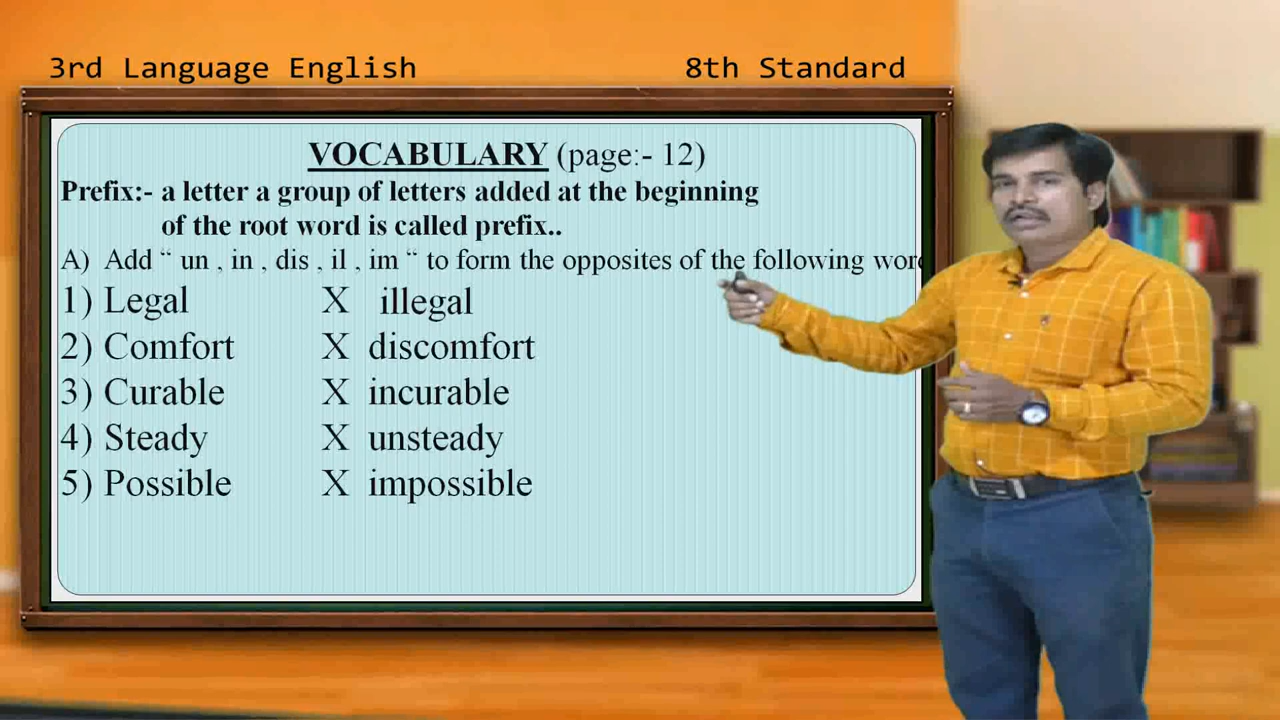 3rd Language English 8th Standard
VOCABULARY (page:- 12)
Prefix:- a letter a group of letters added at the beginning
of the root word is called prefix..
A) Add “ un , in , dis , il , im “ to form the opposites of the following
1) Legal X illegal
2) Comfort X discomfort
3) Curable X incurable
4) Steady X unsteady
5) Possible X impossible